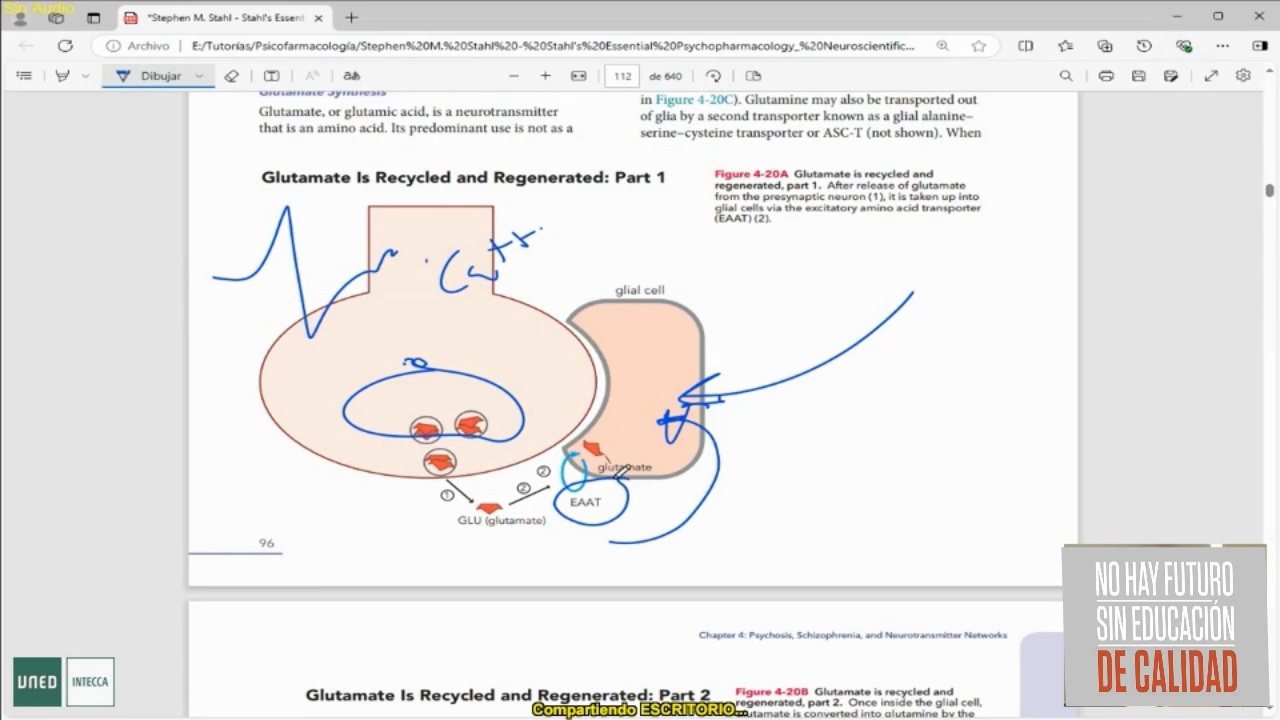 Sin Audio
*Stephen M. Stahl - Stahl's Essent
Archivo E:/Tutorías/Psicofarmacología/Stephen%20M.%20Stahl%20-%20Stahl's%20Essential%20Psychopharmacology_%20Neuroscientific...
Dibujar
112 de 640
Glutamate Synthesis
Glutamate, or glutamic acid, is a neurotransmitter
that is an amino acid. Its predominant use is not as a
in Figure 4-20C). Glutamine may also be transported out
of glia by a second transporter known as a glial alanine–
serine–cysteine transporter or ASC-T (not shown). When
Glutamate Is Recycled and Regenerated: Part 1
Figure 4-20A Glutamate is recycled and
regenerated, part 1. After release of glutamate
from the presynaptic neuron (1), it is taken up into
glial cells via the excitatory amino acid transporter
(EAAT) (2).
Ca++
glial cell
glutamate
2
2
1
EAAT
GLU (glutamate)
96
Chapter 4: Psychosis, Schizophrenia, and Neurotransmitter Networks
Glutamate Is Recycled and Regenerated: Part 2
Figure 4-20B Glutamate is recycled and
regenerated, part 2. Once inside the glial cell,
glutamate is converted into glutamine by the
NO HAY FUTURO
SIN EDUCACIÓN
DE CALIDAD
UNED
INTECCA
Compartiendo ESCRITORIO...